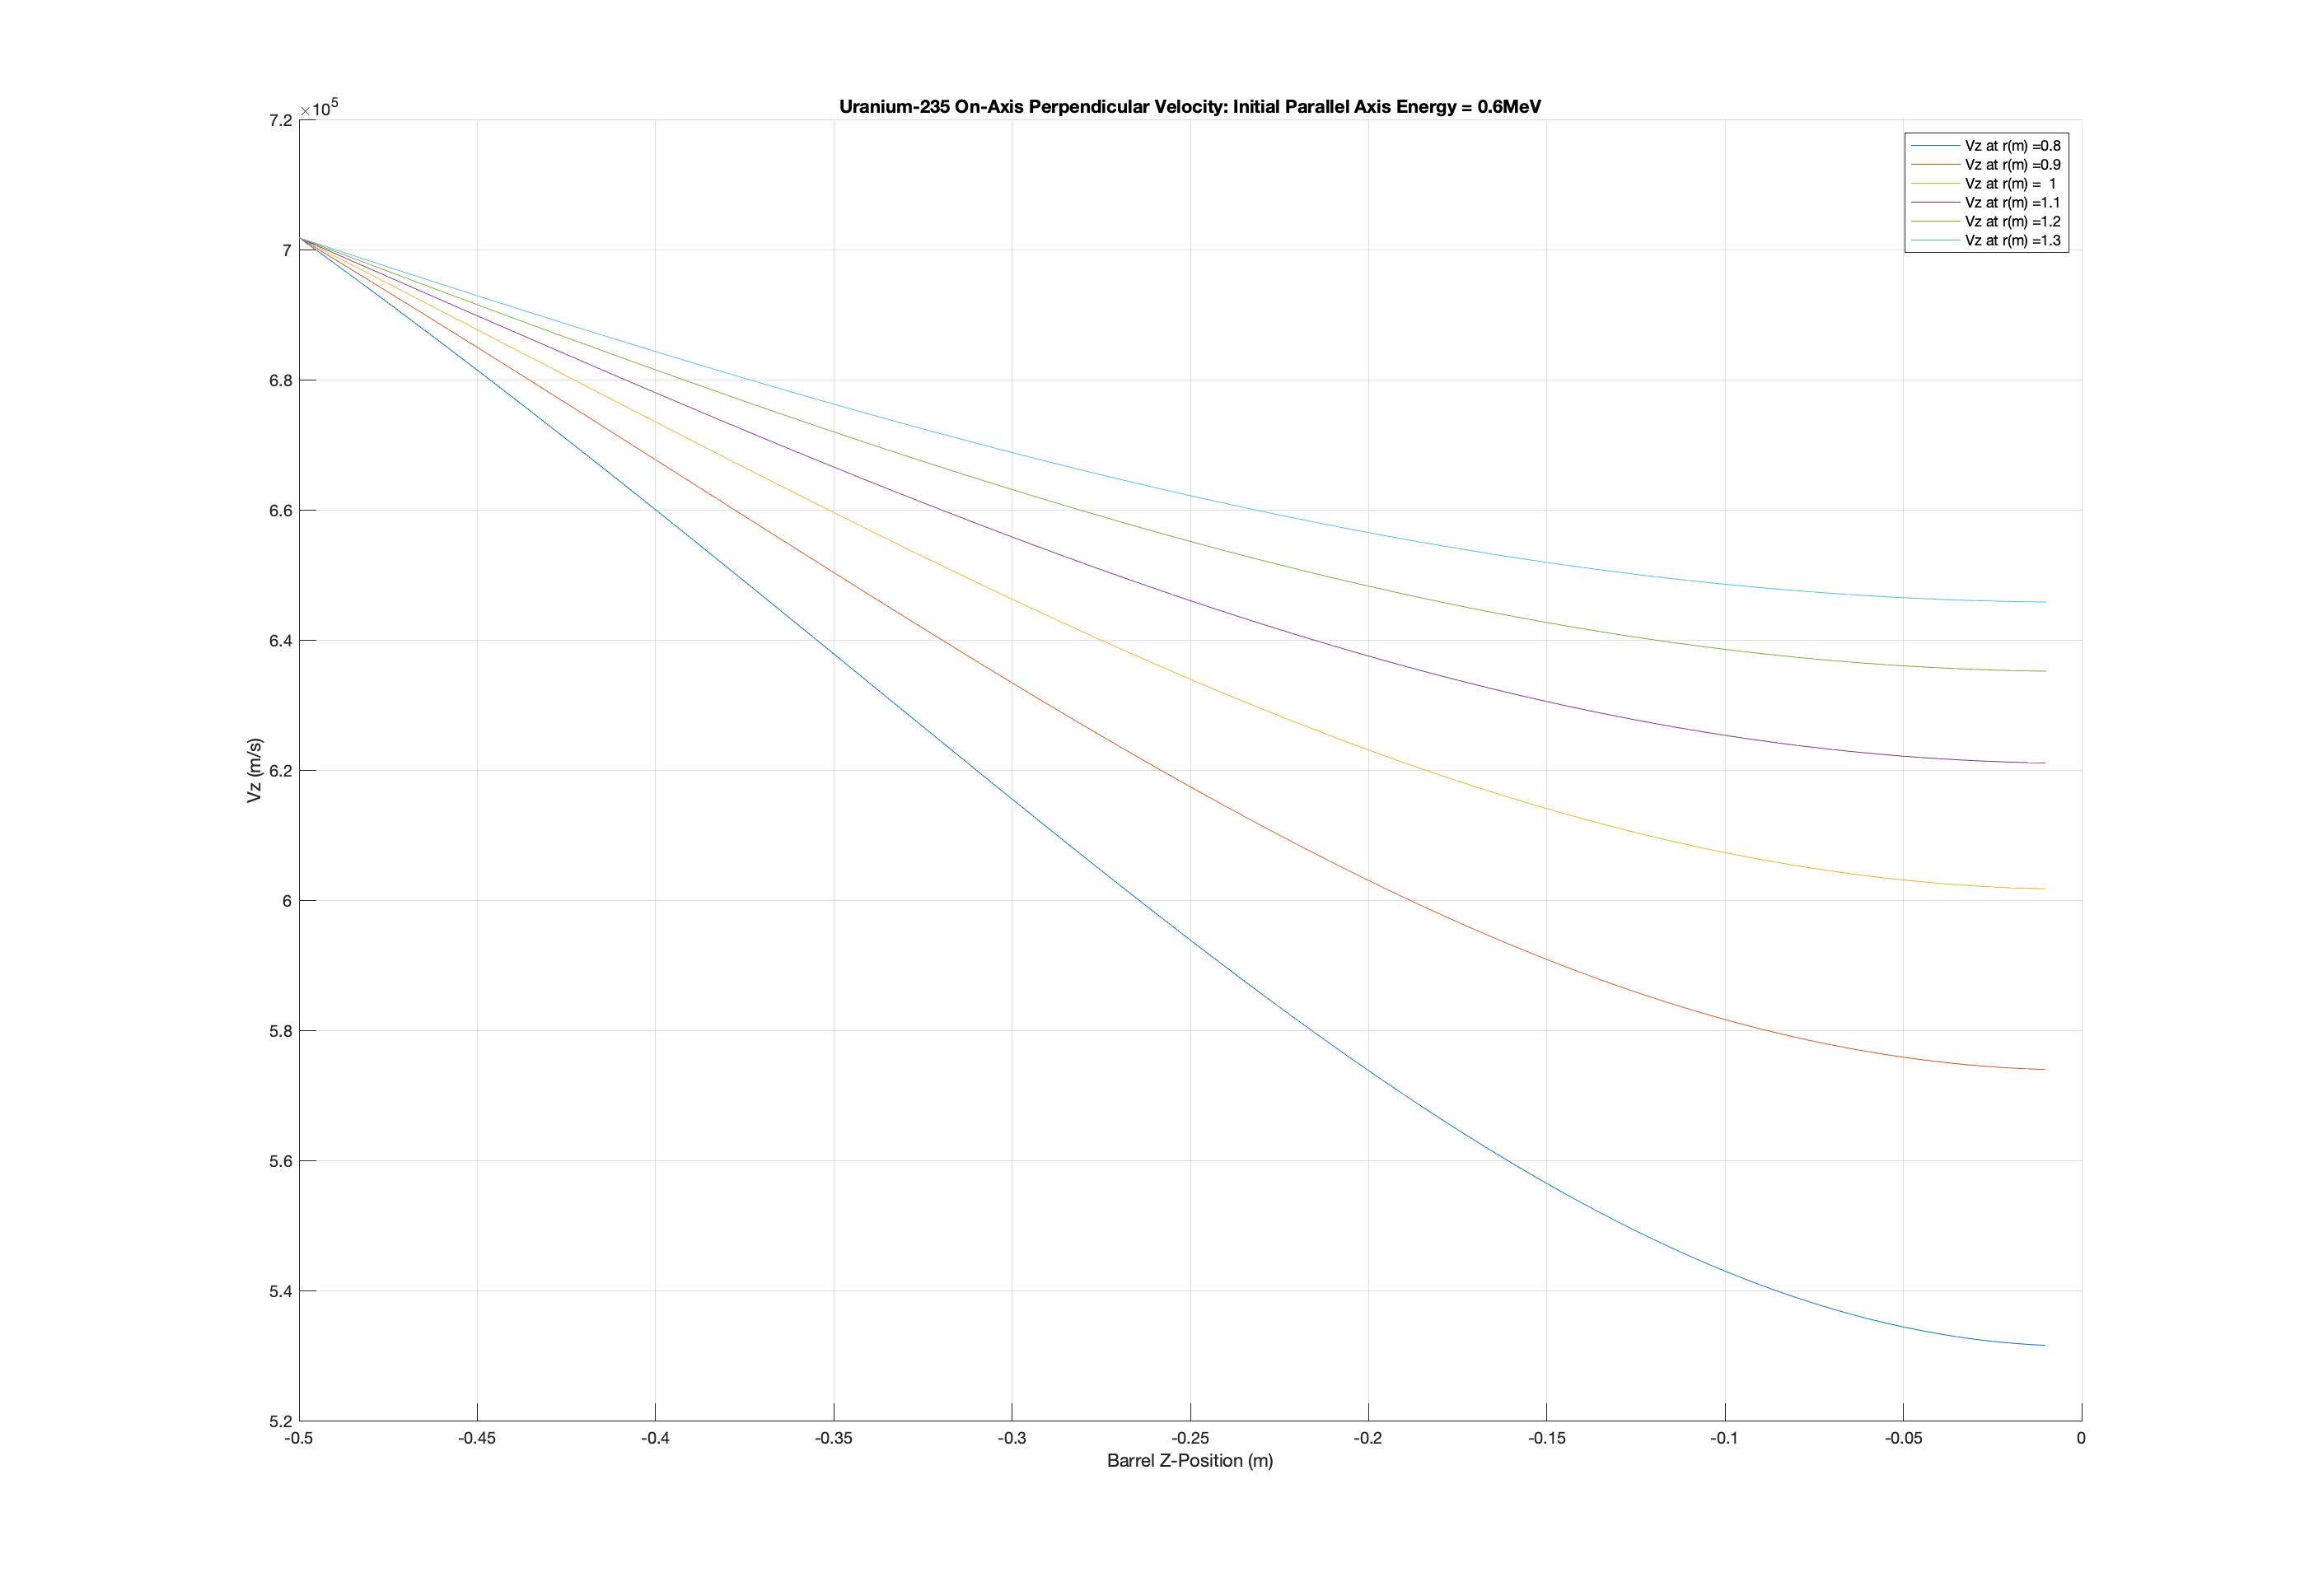 Uranium-235 On-Axis Perpendicular Velocity: Initial Parallel Axis Energy = 0.6MeV
×10⁵
7.2
7
6.8
6.6
6.4
6.2
6
5.8
5.6
5.4
5.2
Vz (m/s)
Vz at r(m) =0.8
Vz at r(m) =0.9
Vz at r(m) =  1
Vz at r(m) =1.1
Vz at r(m) =1.2
Vz at r(m) =1.3
-0.5 -0.45 -0.4 -0.35 -0.3 -0.25 -0.2 -0.15 -0.1 -0.05 0
Barrel Z-Position (m)